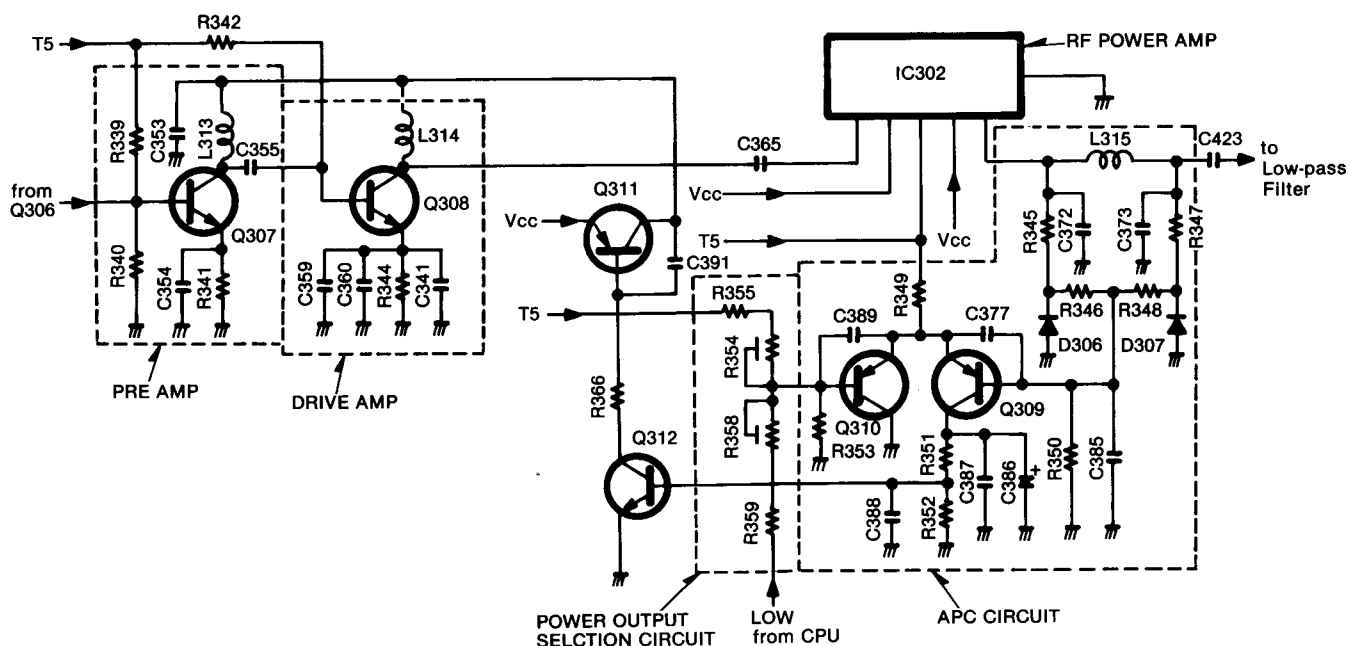 R342
T5
RF POWER AMP
IC302
R339
C353
L313
C355
L314
C365
L315
C423
to
Low-pass
Filter
from
Q306
Q307
Q308
Q311
Vcc
Vcc
T5
Vcc
C391
R345
C372
C373
R347
R340
C354
R341
C359
C360
R344
C341
R349
R346
R348
D306
D307
T5
R355
C389
C377
PRE AMP
DRIVE AMP
R354
R366
R358
Q310
Q309
R353
R351
C387
C386
+
R350
C385
Q312
R359
C388
R352
POWER OUTPUT
SELCTION CIRCUIT
LOW
from CPU
APC CIRCUIT